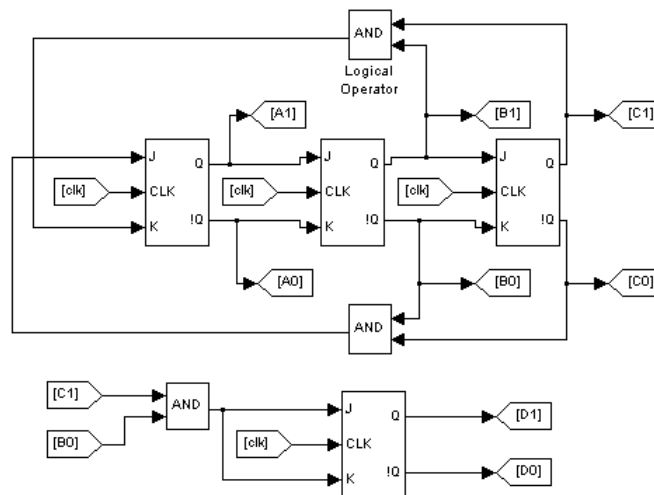 AND
Logical
Operator
[A1]
[B1]
[C1]
J
Q
J
Q
J
Q
[clk]
CLK
[clk]
CLK
[clk]
CLK
K
!Q
K
!Q
K
!Q
[A0]
[B0]
[C0]
AND
[C1]
AND
[B0]
J
Q
[D1]
[clk]
CLK
K
!Q
[D0]